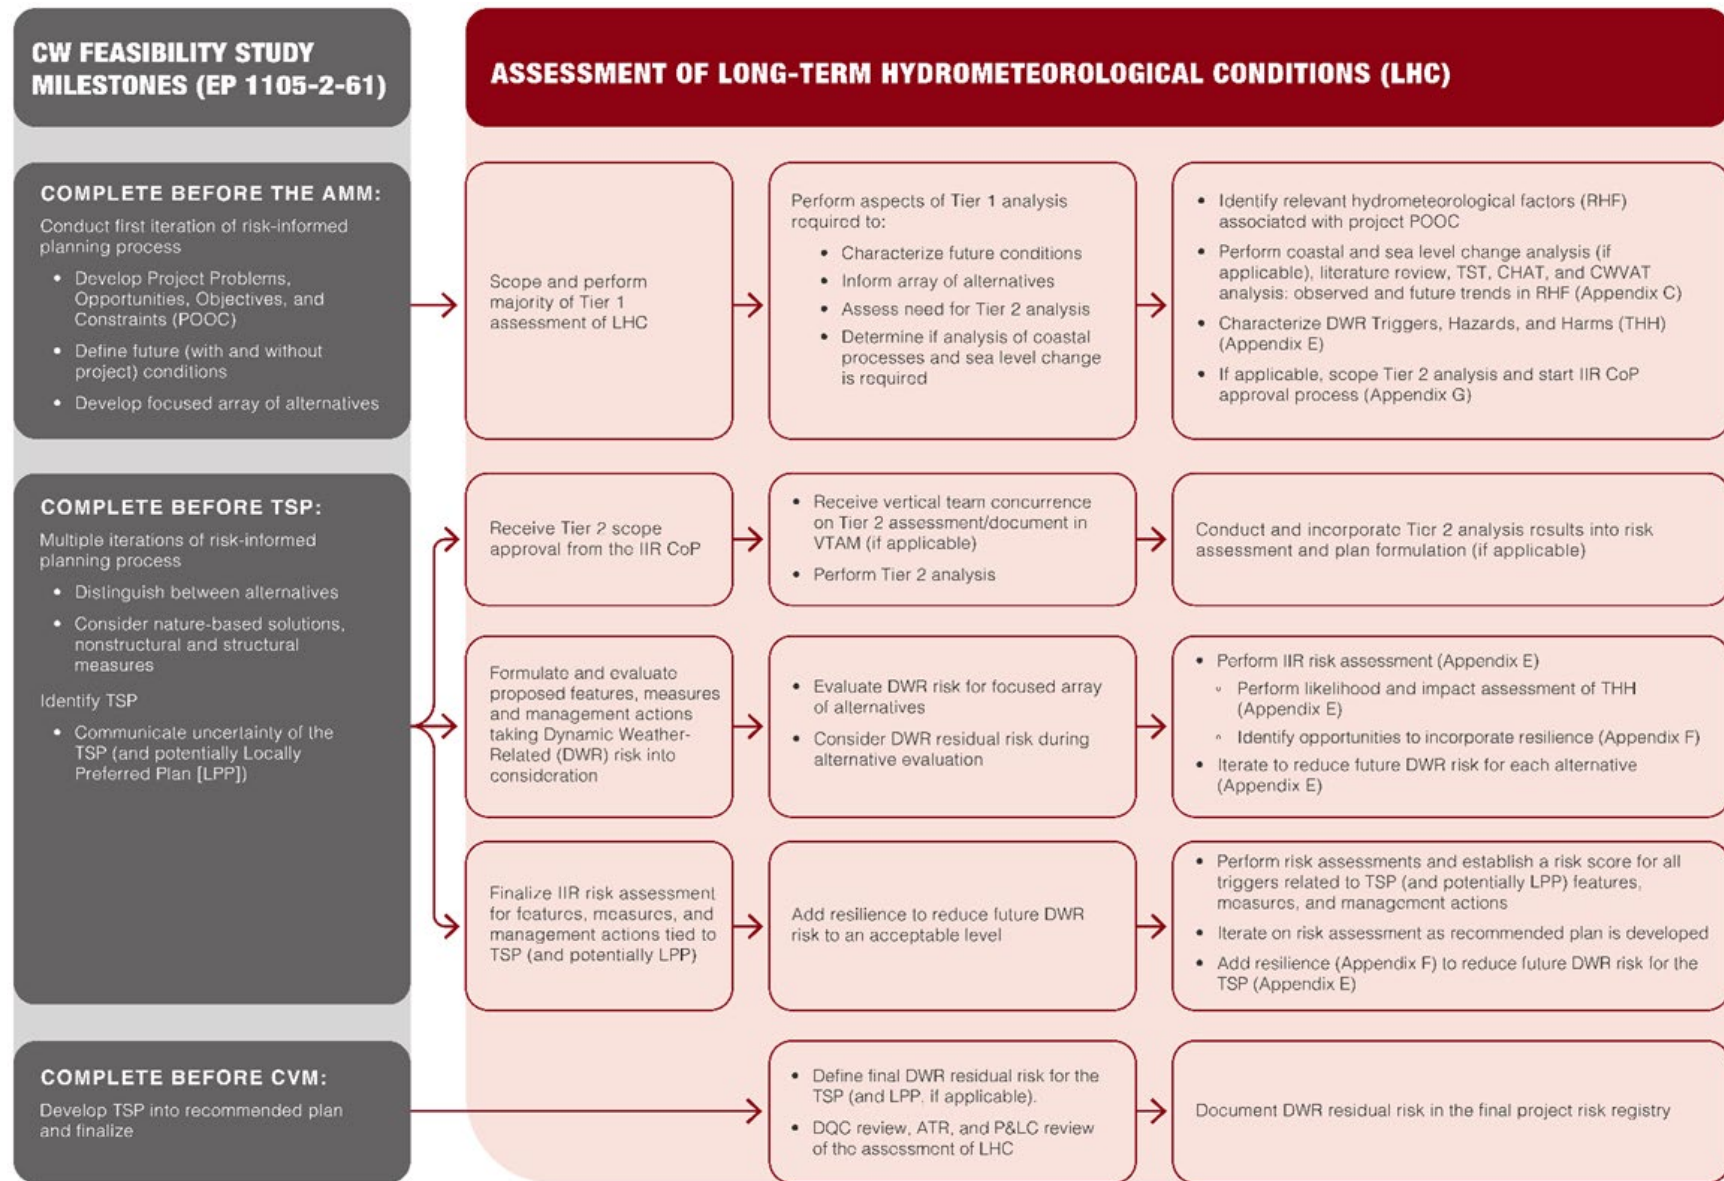 CW FEASIBILITY STUDY
MILESTONES (EP 1105-2-61)
ASSESSMENT OF LONG-TERM HYDROMETEOROLOGICAL CONDITIONS (LHC)
COMPLETE BEFORE THE AMM:
Conduct first iteration of risk-informed
planning process
• Develop Project Problems,
Opportunities, Objectives, and
Constraints (POOC)
• Define future (with and without
project) conditions
• Develop focused array of alternatives
Scope and perform
majority of Tier 1
assessment of LHC
Perform aspects of Tier 1 analysis
required to:
• Characterize future conditions
• Inform array of alternatives
• Assess need for Tier 2 analysis
• Determine if analysis of coastal
processes and sea level change
is required
• Identify relevant hydrometeorological factors (RHF)
associated with project POOC
• Perform coastal and sea level change analysis (if
applicable), literature review, TST, CHAT, and CWVAT
analysis: observed and future trends in RHF (Appendix C)
• Characterize DWR Triggers, Hazards, and Harms (THH)
(Appendix E)
• If applicable, scope Tier 2 analysis and start IIR CoP
approval process (Appendix G)
COMPLETE BEFORE TSP:
Multiple iterations of risk-informed
planning process
• Distinguish between alternatives
• Consider nature-based solutions,
nonstructural and structural
measures
Identify TSP
• Communicate uncertainty of the
TSP (and potentially Locally
Preferred Plan [LPP])
Receive Tier 2 scope
approval from the IIR CoP
• Receive vertical team concurrence
on Tier 2 assessment/document in
VTAM (if applicable)
• Perform Tier 2 analysis
Conduct and incorporate Tier 2 analysis results into risk
assessment and plan formulation (if applicable)
Formulate and evaluate
proposed features, measures
and management actions
taking Dynamic Weather-
Related (DWR) risk into
consideration
• Evaluate DWR risk for focused array
of alternatives
• Consider DWR residual risk during
alternative evaluation
• Perform IIR risk assessment (Appendix E)
◦ Perform likelihood and impact assessment of THH
(Appendix E)
◦ Identify opportunities to incorporate resilience (Appendix F)
• Iterate to reduce future DWR risk for each alternative
(Appendix E)
Finalize IIR risk assessment
for features, measures, and
management actions tied to
TSP (and potentially LPP)
Add resilience to reduce future DWR
risk to an acceptable level
• Perform risk assessments and establish a risk score for all
triggers related to TSP (and potentially LPP) features,
measures, and management actions
• Iterate on risk assessment as recommended plan is developed
• Add resilience (Appendix F) to reduce future DWR risk for the
TSP (Appendix E)
COMPLETE BEFORE CVM:
Develop TSP into recommended plan
and finalize
• Define final DWR residual risk for the
TSP (and LPP, if applicable).
• DQC review, ATR, and P&LC review
of the assessment of LHC
Document DWR residual risk in the final project risk registry